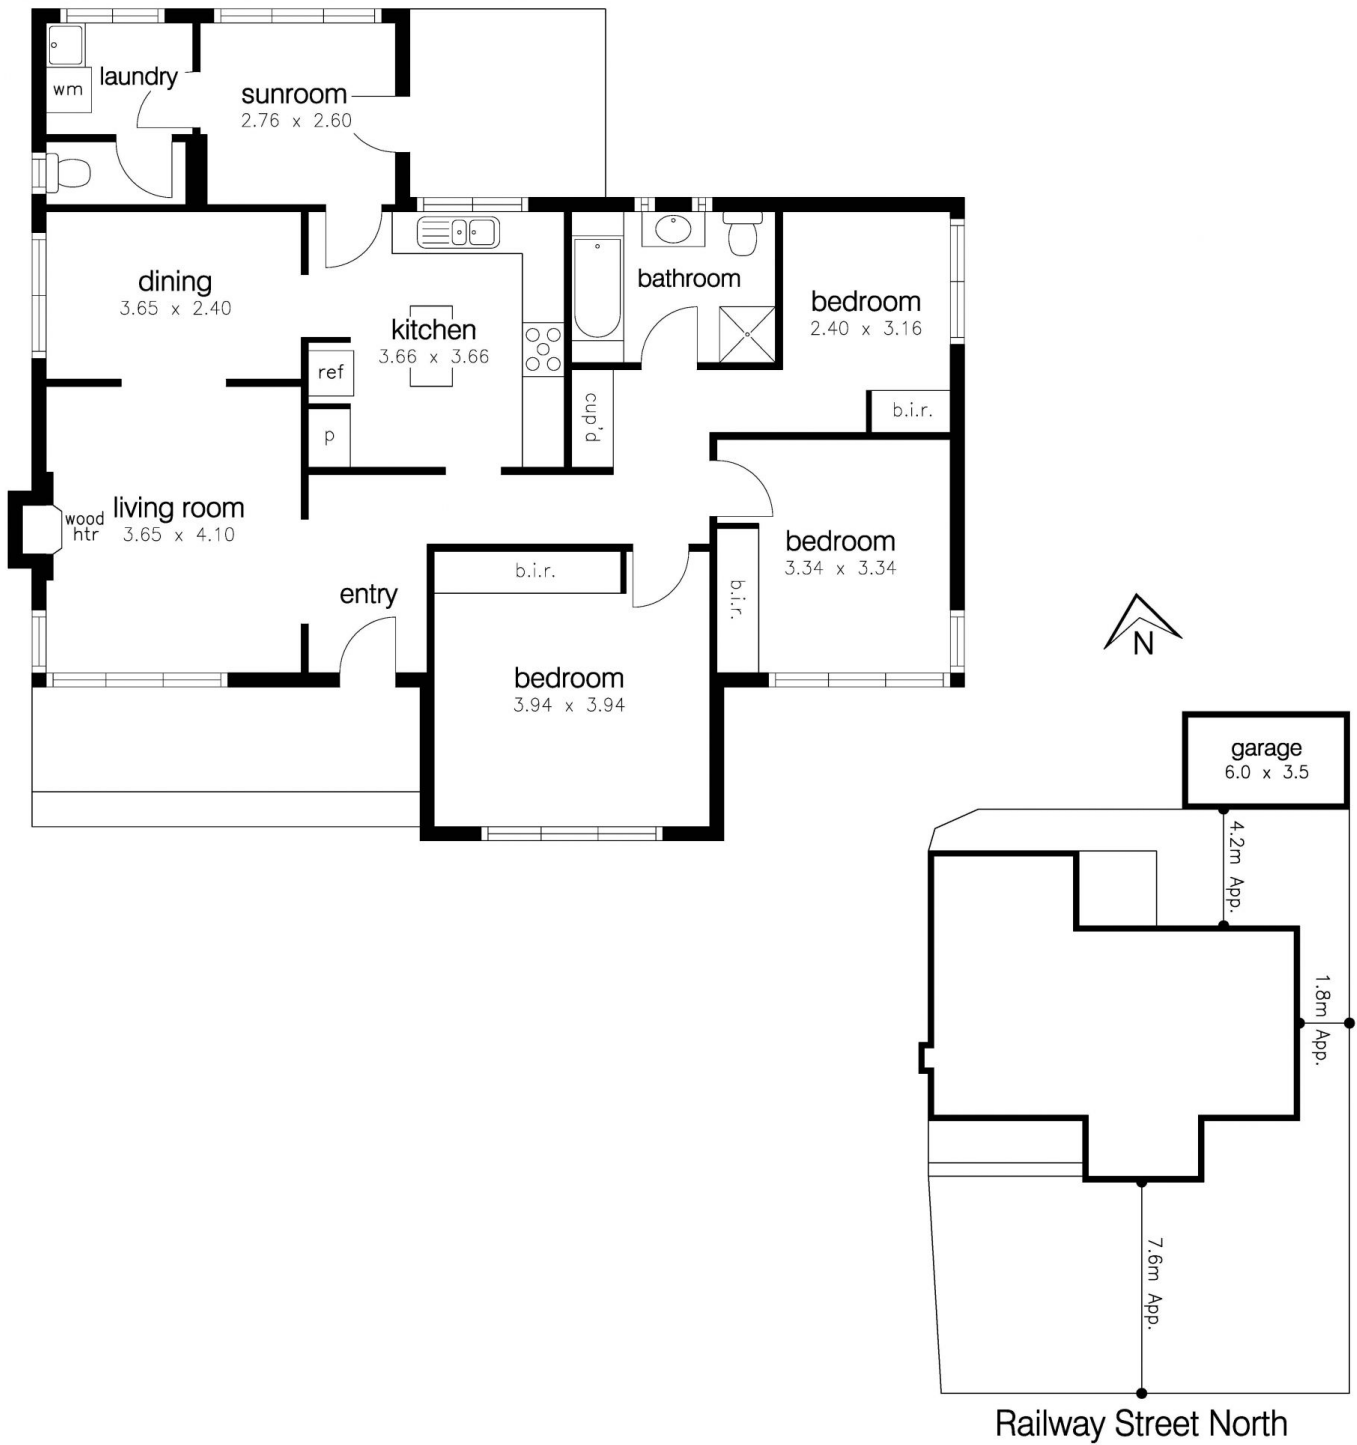 laundry
wm
sunroom
2.76 x 2.60
dining
3.65 x 2.40
kitchen
3.66 x 3.66
ref
p
bathroom
bedroom
2.40 x 3.16
b.i.r.
cup'd
living room
3.65 x 4.10
wood
htr
entry
b.i.r.
bedroom
3.94 x 3.94
bedroom
3.34 x 3.34
b.i.r.
N
garage
6.0 x 3.5
4.2m App.
1.8m App.
7.6m App.
Railway Street North